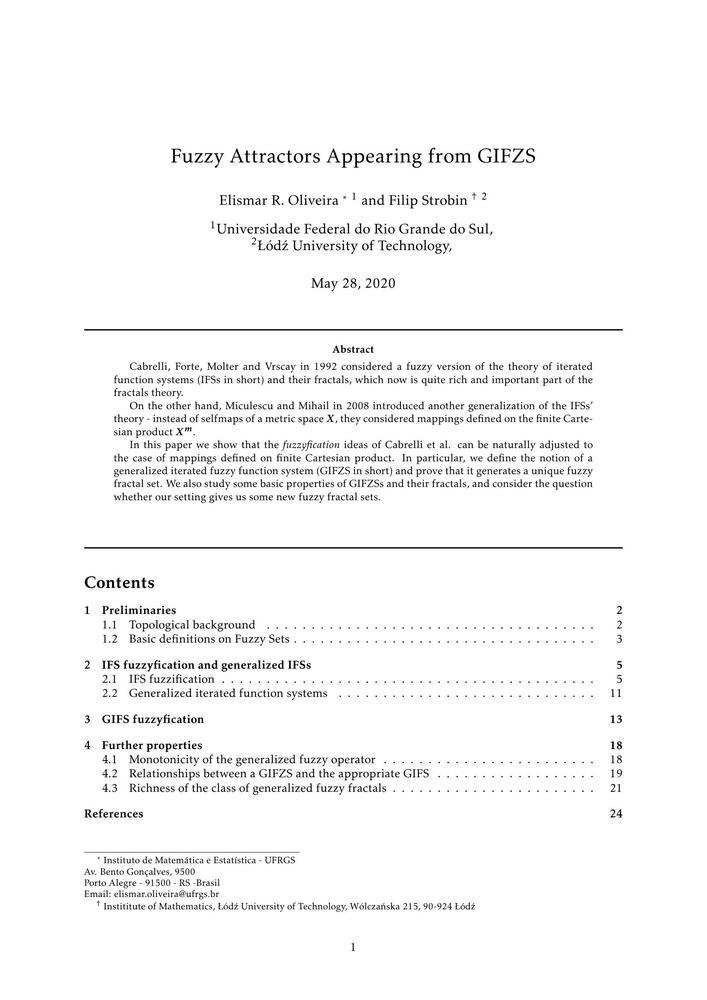 Fuzzy Attractors Appearing from GIFZS
Elismar R. Oliveira * 1 and Filip Strobin † 2
1Universidade Federal do Rio Grande do Sul,
2Łódź University of Technology,
May 28, 2020
Abstract
Cabrelli, Forte, Molter and Vrscay in 1992 considered a fuzzy version of the theory of iterated
function systems (IFSs in short) and their fractals, which now is quite rich and important part of the
fractals theory.
On the other hand, Miculescu and Mihail in 2008 introduced another generalization of the IFSs'
theory - instead of selfmaps of a metric space X, they considered mappings defined on the finite Carte-
sian product X^m.
In this paper we show that the fuzzyfication ideas of Cabrelli et al. can be naturally adjusted to
the case of mappings defined on finite Cartesian product. In particular, we define the notion of a
generalized iterated fuzzy function system (GIFZS in short) and prove that it generates a unique fuzzy
fractal set. We also study some basic properties of GIFZSs and their fractals, and consider the question
whether our setting gives us some new fuzzy fractal sets.
Contents
1 Preliminaries 2
1.1 Topological background . . . . . . . . . . . . . . . . . . . . . . . . . . . . . . . . . . . . . 2
1.2 Basic definitions on Fuzzy Sets . . . . . . . . . . . . . . . . . . . . . . . . . . . . . . . . . . 3
2 IFS fuzzyfication and generalized IFSs 5
2.1 IFS fuzzification . . . . . . . . . . . . . . . . . . . . . . . . . . . . . . . . . . . . . . . . . . 5
2.2 Generalized iterated function systems . . . . . . . . . . . . . . . . . . . . . . . . . . . . . 11
3 GIFS fuzzyfication 13
4 Further properties 18
4.1 Monotonicity of the generalized fuzzy operator . . . . . . . . . . . . . . . . . . . . . . . . 18
4.2 Relationships between a GIFZS and the appropriate GIFS . . . . . . . . . . . . . . . . . . 19
4.3 Richness of the class of generalized fuzzy fractals . . . . . . . . . . . . . . . . . . . . . . . 21
References 24
* Instituto de Matemática e Estatística - UFRGS
Av. Bento Gonçalves, 9500
Porto Alegre - 91500 - RS -Brasil
Email: elismar.oliveira@ufrgs.br
† Instititute of Mathematics, Łódź University of Technology, Wólczańska 215, 90-924 Łódź
1